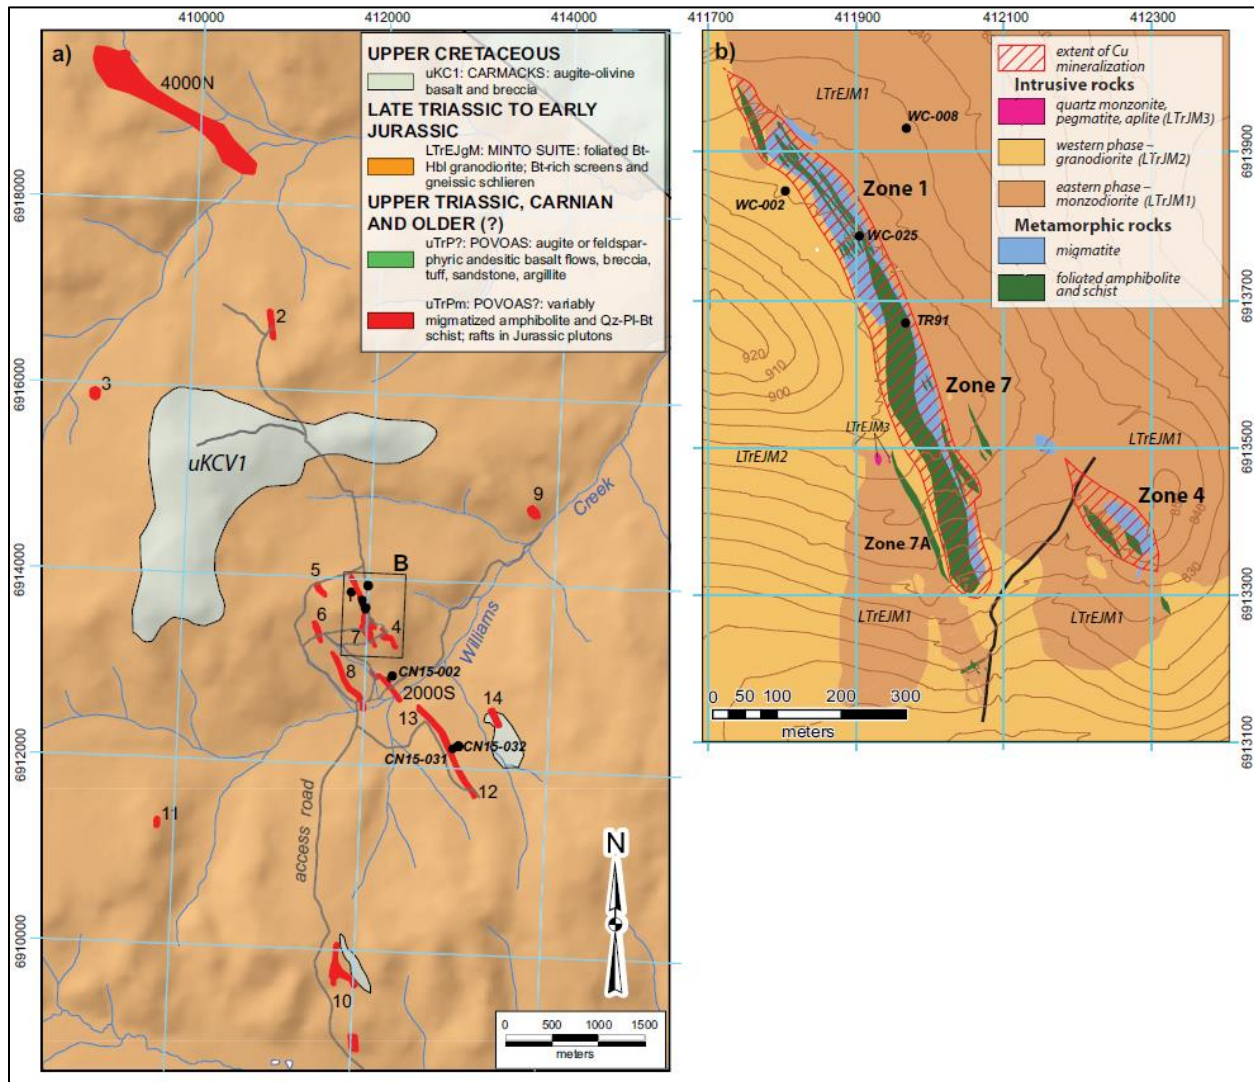 410000
412000
414000
a)
4000N
UPPER CRETACEOUS
uKC1: CARMACKS: augite-olivine
basalt and breccia
LATE TRIASSIC TO EARLY
JURASSIC
LTrEJgM: MINTO SUITE: foliated Bt-
Hbl granodiorite; Bt-rich screens and
gneissic schlieren
UPPER TRIASSIC, CARNIAN
AND OLDER (?)
uTrP?: POVOAS: augite or feldspar-
phyric andesitic basalt flows, breccia,
tuff, sandstone, argillite
uTrPm: POVOAS?: variably
migmatized amphibolite and Qz-Pl-Bt
schist; rafts in Jurassic plutons
6918000
6916000
6914000
6912000
6910000
2
3
uKCV1
9
Creek
Williams
B
5
6
7
4
8
CN15-002
2000S
14
13
CN15-031
CN15-032
12
11
access road
10
N
0 500 1000 1500
meters
411700
411900
412100
412300
b)
extent of Cu
mineralization
Intrusive rocks
quartz monzonite,
pegmatite, aplite (LTrJM3)
western phase –
granodiorite (LTrJM2)
eastern phase –
monzodiorite (LTrJM1)
Metamorphic rocks
migmatite
foliated amphibolite
and schist
840
LTrEJM1
WC-008
Zone 1
WC-002
WC-025
TR91
920
910
900
Zone 7
LTrEJM3
LTrEJM2
LTrEJM1
Zone 4
850
840
830
Zone 7A
LTrEJM1
LTrEJM1
0 50 100 200 300
meters
6913900
6913700
6913500
6913300
6913100